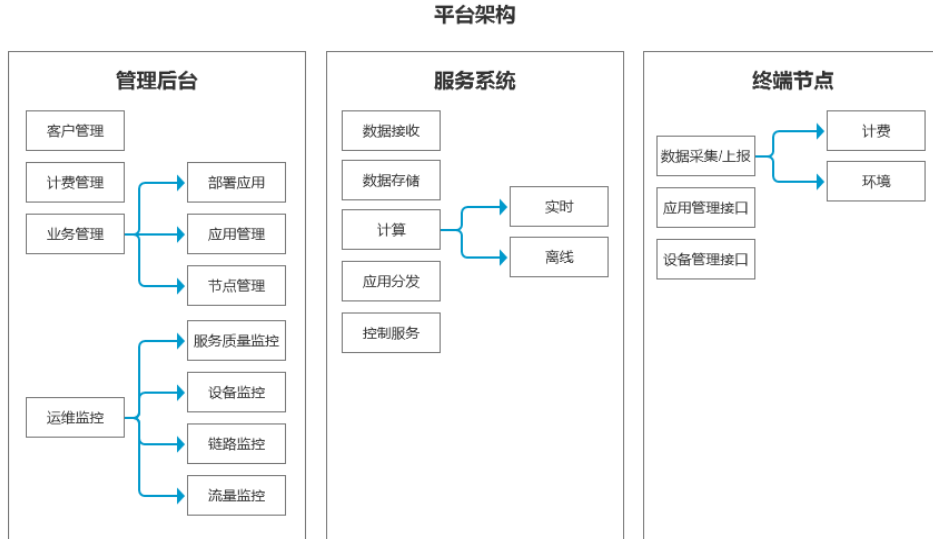 平台架构
管理后台
客户管理
计费管理
业务管理
部署应用
应用管理
节点管理
运维监控
服务质量监控
设备监控
链路监控
流量监控
服务系统
数据接收
数据存储
计算
实时
离线
应用分发
控制服务
终端节点
数据采集/上报
计费
环境
应用管理接口
设备管理接口